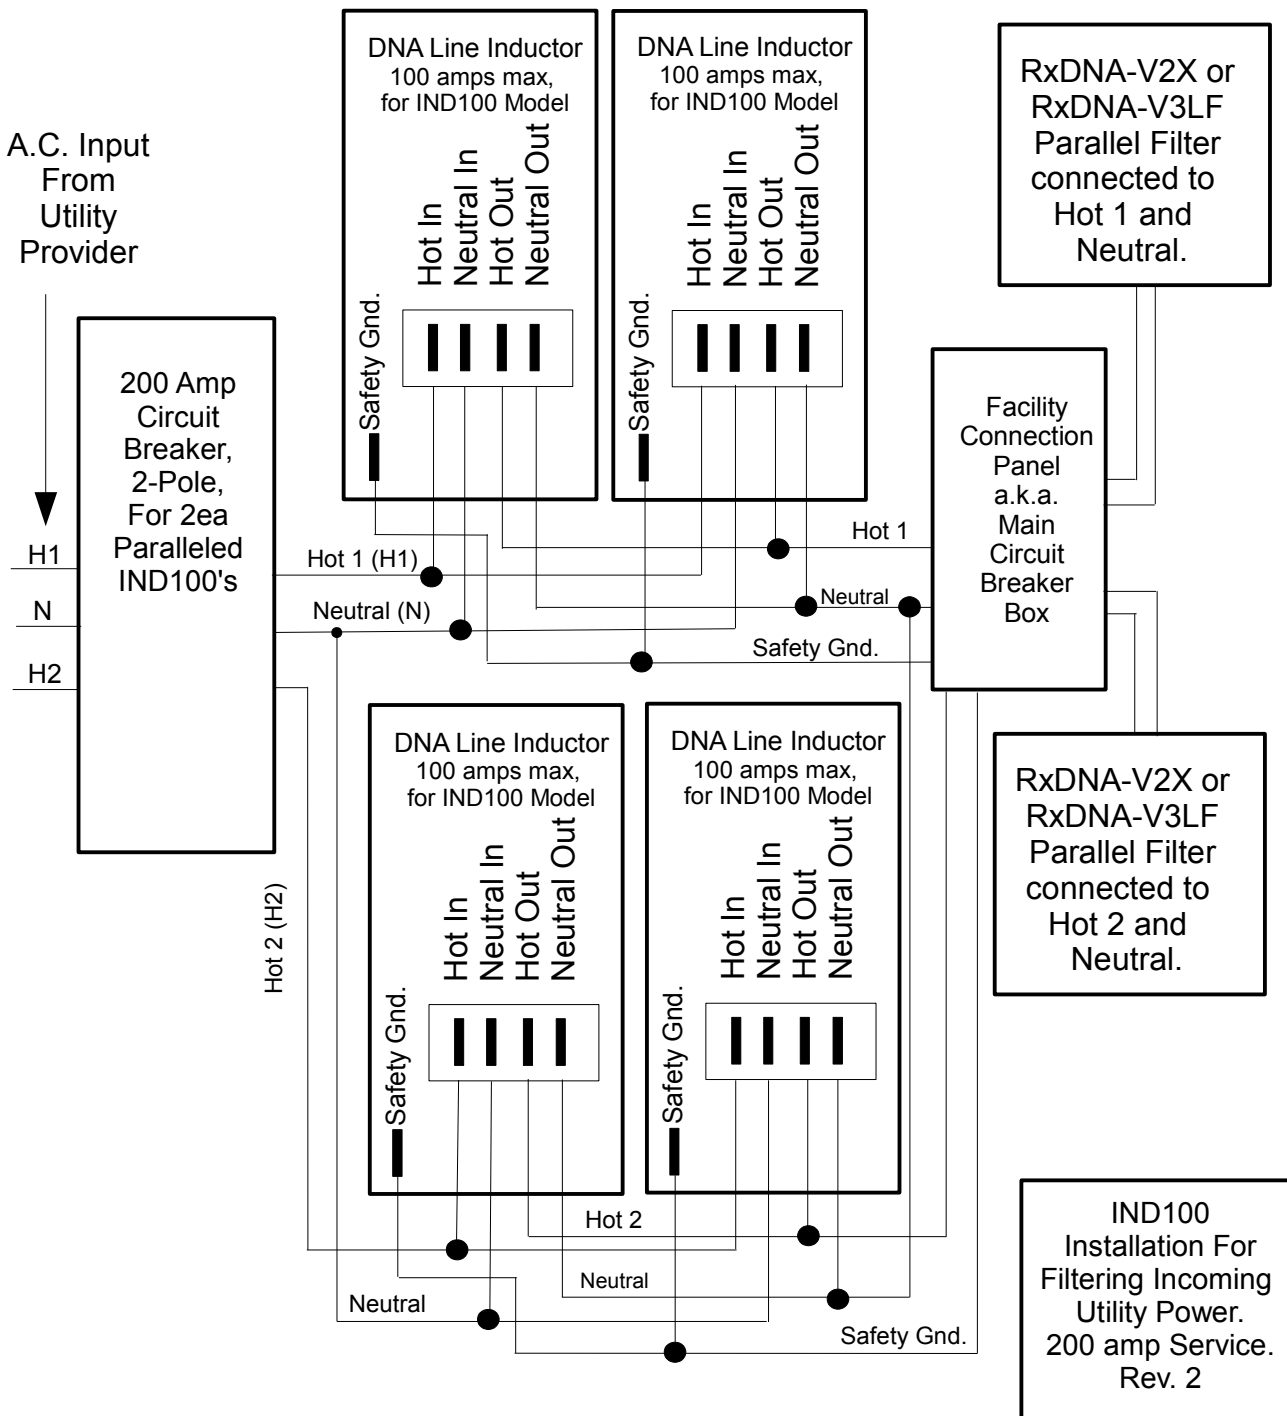 A.C. Input
From
Utility
Provider
H1
N
H2
200 Amp
Circuit
Breaker,
2-Pole,
For 2ea
Paralleled
IND100's
DNA Line Inductor
100 amps max,
for IND100 Model
Hot In
Neutral In
Hot Out
Neutral Out
Safety Gnd.
DNA Line Inductor
100 amps max,
for IND100 Model
Hot In
Neutral In
Hot Out
Neutral Out
Safety Gnd.
RxDNA-V2X or
RxDNA-V3LF
Parallel Filter
connected to
Hot 1 and
Neutral.
Facility
Connection
Panel
a.k.a.
Main
Circuit
Breaker
Box
Hot 1 (H1)
Neutral (N)
Hot 1
Neutral
Safety Gnd.
Hot 2 (H2)
DNA Line Inductor
100 amps max,
for IND100 Model
Hot In
Neutral In
Hot Out
Neutral Out
Safety Gnd.
DNA Line Inductor
100 amps max,
for IND100 Model
Hot In
Neutral In
Hot Out
Neutral Out
Safety Gnd.
RxDNA-V2X or
RxDNA-V3LF
Parallel Filter
connected to
Hot 2 and
Neutral.
Hot 2
Neutral
Neutral
Safety Gnd.
IND100
Installation For
Filtering Incoming
Utility Power.
200 amp Service.
Rev. 2